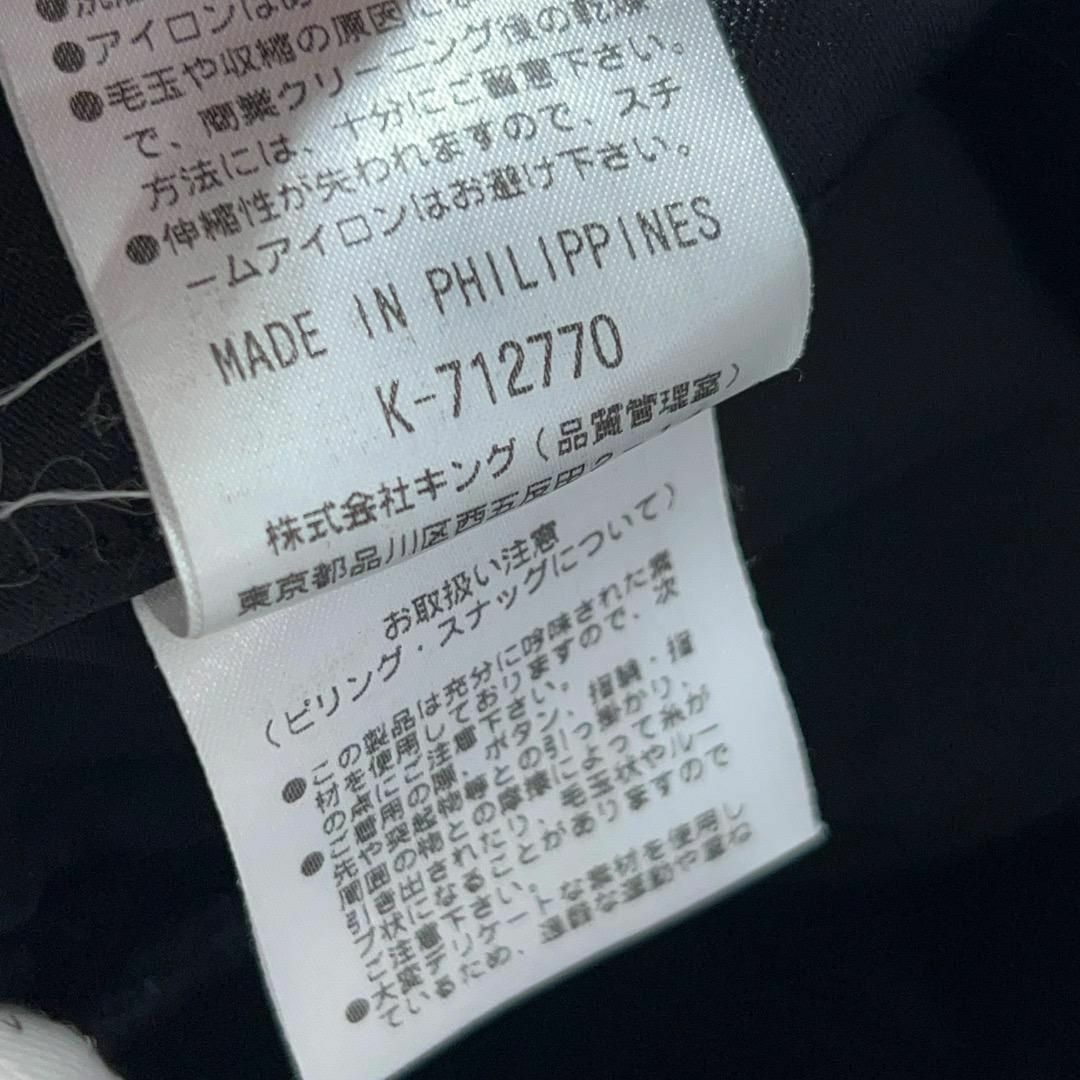 ●アイロンは
●毛玉や収縮の原因
で、商業クリーニング後の乾燥
方法には、十分にご留意下さい。
●伸縮性が失われますので、スチ
ームアイロンはお避け下さい。
MADE IN PHILIPPINES
K-712770
株式会社キング(品質管理室)
東京都品川区西五反田2
お取扱い注意
(ピリング・スナッグについて)
●この製品は充分に吟味された素
材を使用しておりますので、次
の点にご注意下さい。
●ご着用の際、ボタン、指輪・指
先や突起物等との引っ掛かり、
周囲の物との摩擦によって糸が
引き出されたり、毛玉状やルー
プ状になることがありますので
ご注意下さい。
●大変デリケートな素材を使用し
ているため、過酷な運動や重ね